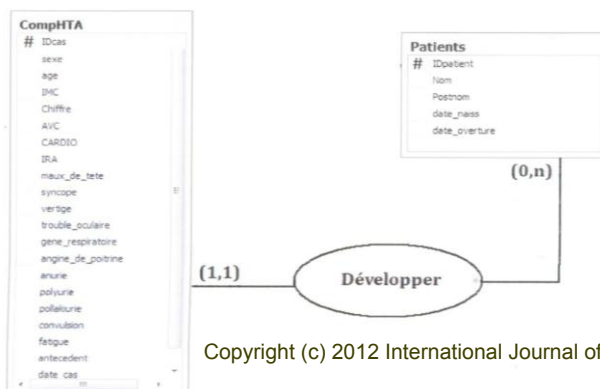 CompHTA
# IDcas
sexe
age
IMC
Chiffre
AVC
CARDIO
IRA
maux_de_tete
syncope
vertige
trouble_oculaire
gene_respiratoire
angine_de_poitrine
anurie
polyurie
pollakiurie
convulsion
fatigue
antecedent
date_cas
(1,1)
Développer
Patients
# IDpatient
Nom
Postnom
date_naiss
date_overture
(0,n)
Copyright (c) 2012 International Journal of